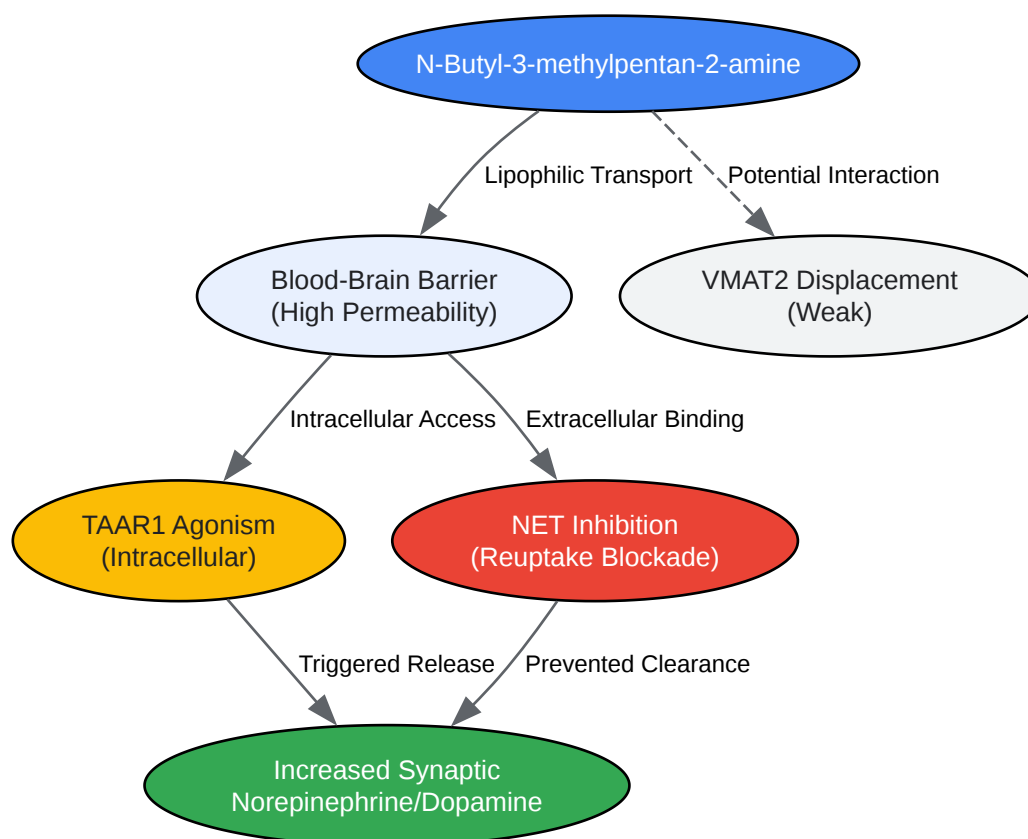 N-Butyl-3-methylpentan-2-amine
Lipophilic Transport
Potential Interaction
Blood-Brain Barrier
(High Permeability)
VMAT2 Displacement
(Weak)
Intracellular Access
Extracellular Binding
TAAR1 Agonism
(Intracellular)
NET Inhibition
(Reuptake Blockade)
Triggered Release
Prevented Clearance
Increased Synaptic
Norepinephrine/Dopamine